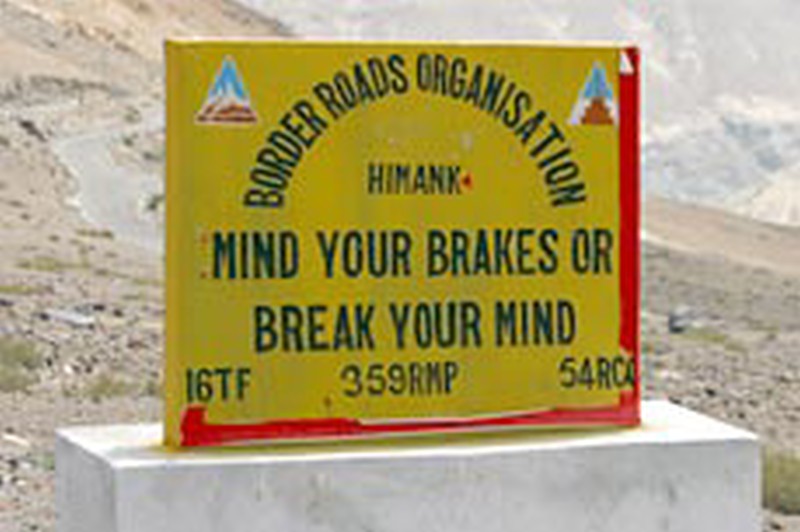 BORDER ROADS ORGANISATION
HIMANK
MIND YOUR BRAKES OR
BREAK YOUR MIND
16TF 359RMP 54RCC